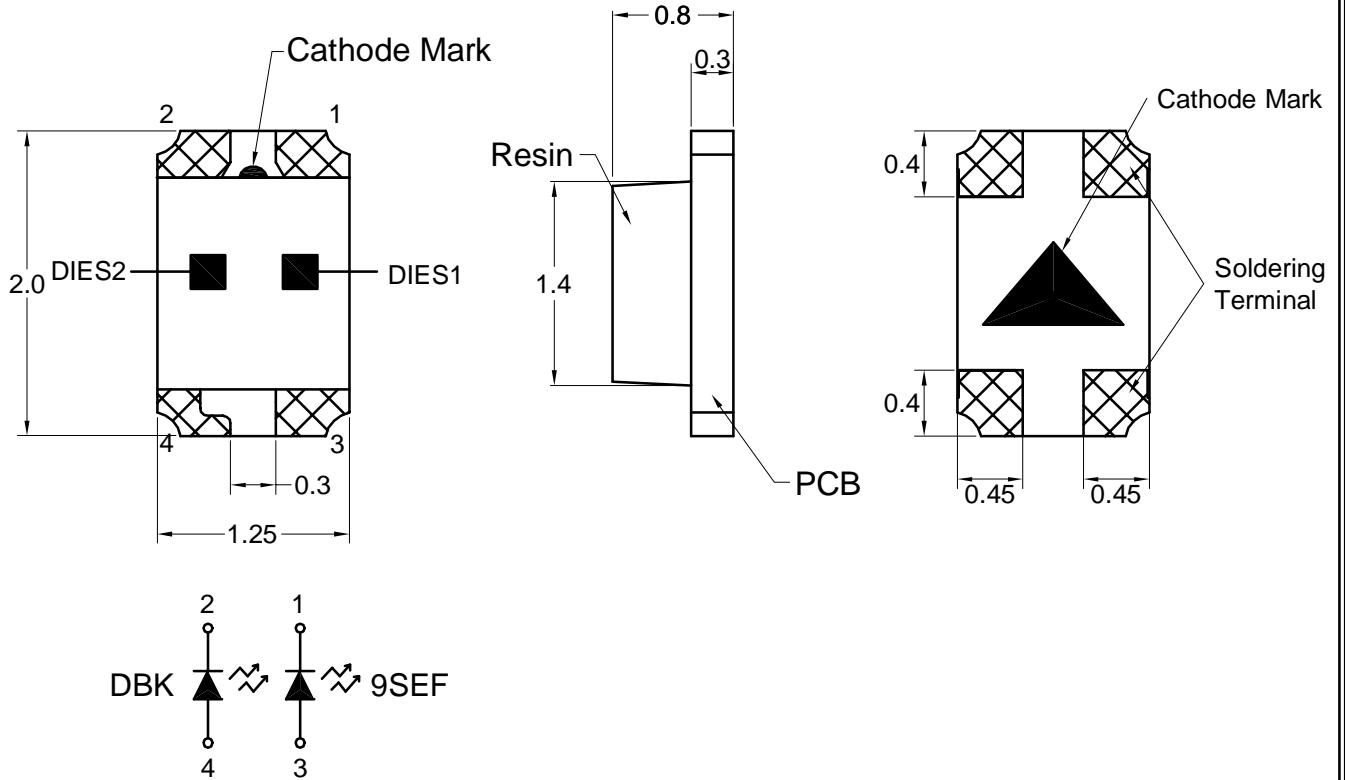 Cathode Mark
2
1
2.0
DIES2
DIES1
4
3
0.3
1.25
0.8
0.3
Resin
1.4
PCB
Cathode Mark
0.4
Soldering
Terminal
0.4
0.45
0.45
2
1
DBK
9SEF
4
3